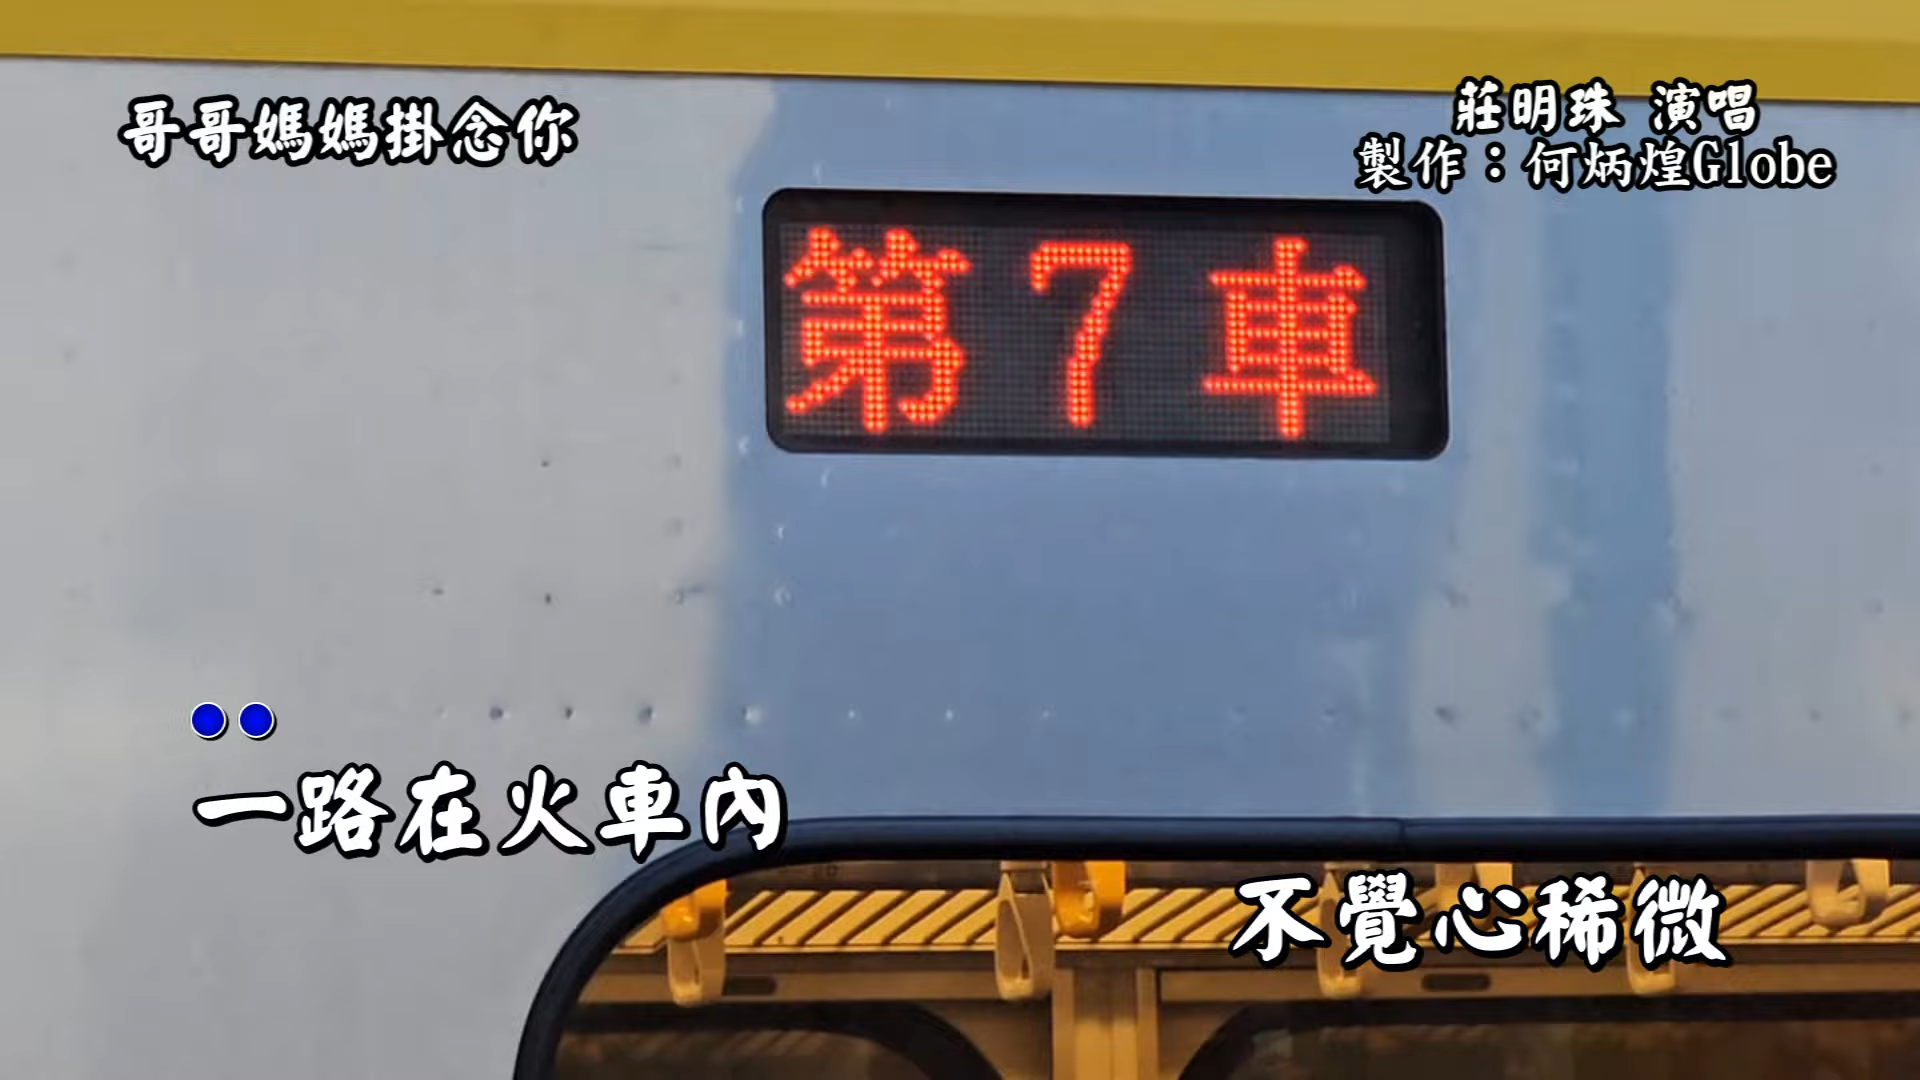 哥哥媽媽掛念你
莊明珠 演唱
製作：何炳煌Globe
第7車
一路在火車內
不覺心稀微